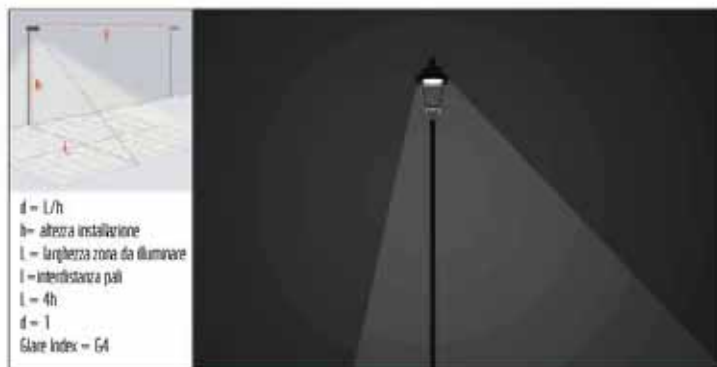 I
h
L
d = L/h
h= altezza installazione
L = larghezza zona da illuminare
I =interdistanza pali
L = 4h
d = 1
Glare Index = G4